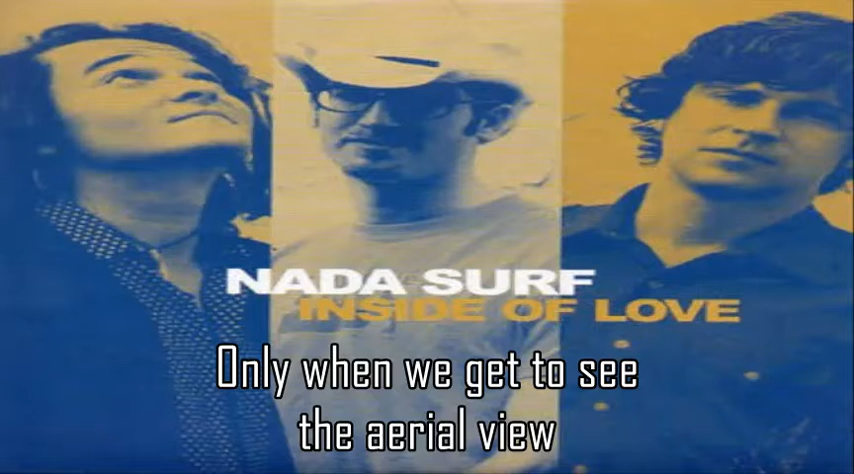 NADA SURF
INSIDE OF LOVE
Only when we get to see
the aerial view